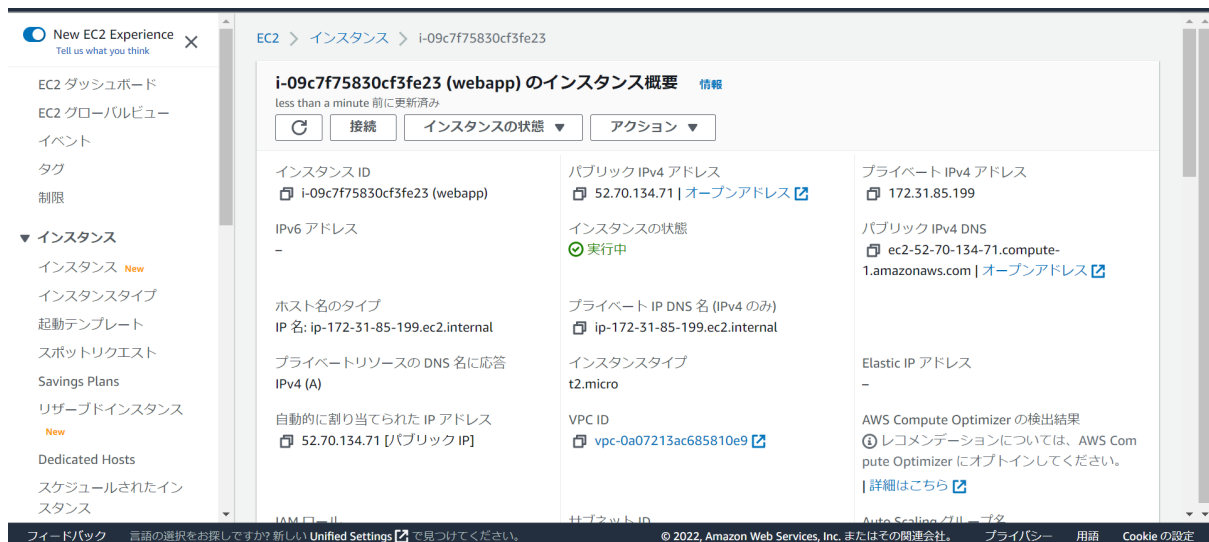 New EC2 Experience
Tell us what you think
EC2 ダッシュボード
EC2 グローバルビュー
イベント
タグ
制限
インスタンス
インスタンス New
インスタンスタイプ
起動テンプレート
スポットリクエスト
Savings Plans
リザーブドインスタンス
New
Dedicated Hosts
スケジュールされたイン
スタンス
EC2 > インスタンス > i-09c7f75830cf3fe23
i-09c7f75830cf3fe23 (webapp) のインスタンス概要 情報
less than a minute 前に更新済み
接続 インスタンスの状態 アクション
インスタンス ID
i-09c7f75830cf3fe23 (webapp)
パブリック IPv4 アドレス
52.70.134.71 | オープンアドレス
プライベート IPv4 アドレス
172.31.85.199
IPv6 アドレス
–
インスタンスの状態
実行中
パブリック IPv4 DNS
ec2-52-70-134-71.compute-
1.amazonaws.com | オープンアドレス
ホスト名のタイプ
IP 名: ip-172-31-85-199.ec2.internal
プライベート IP DNS 名 (IPv4 のみ)
ip-172-31-85-199.ec2.internal
プライベートリソースの DNS 名に応答
IPv4 (A)
インスタンスタイプ
t2.micro
Elastic IP アドレス
–
自動的に割り当てられた IP アドレス
52.70.134.71 [パブリック IP]
VPC ID
vpc-0a07213ac685810e9
AWS Compute Optimizer の検出結果
レコメンデーションについては、AWS Com
pute Optimizer にオプトインしてください。
| 詳細はこちら
IAM ロール
サブネット ID
Auto Scaling グループ名
フィードバック 言語の選択をお探しですか? 新しい Unified Settings で見つけてください。
© 2022, Amazon Web Services, Inc. またはその関連会社。 プライバシー 用語 Cookie の設定